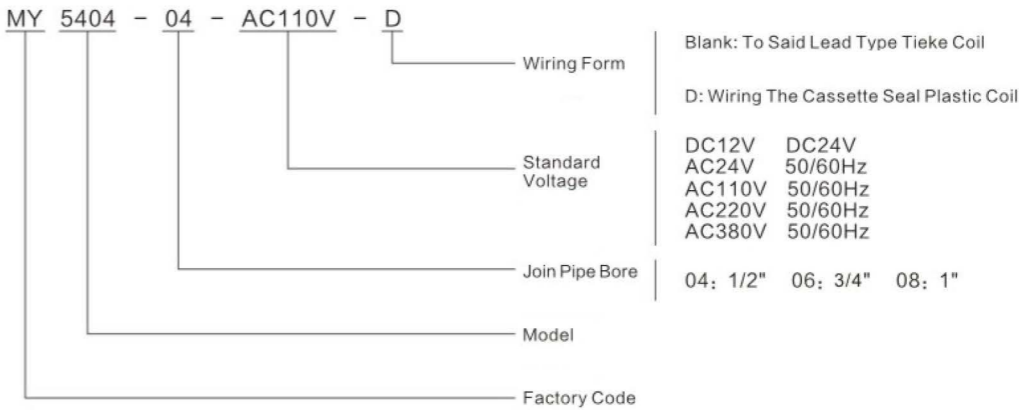 MY 5404 - 04 - AC110V - D
Wiring Form
Blank: To Said Lead Type Tieke Coil
D: Wiring The Cassette Seal Plastic Coil
Standard
Voltage
DC12V DC24V
AC24V 50/60Hz
AC110V 50/60Hz
AC220V 50/60Hz
AC380V 50/60Hz
Join Pipe Bore
04: 1/2" 06: 3/4" 08: 1"
Model
Factory Code